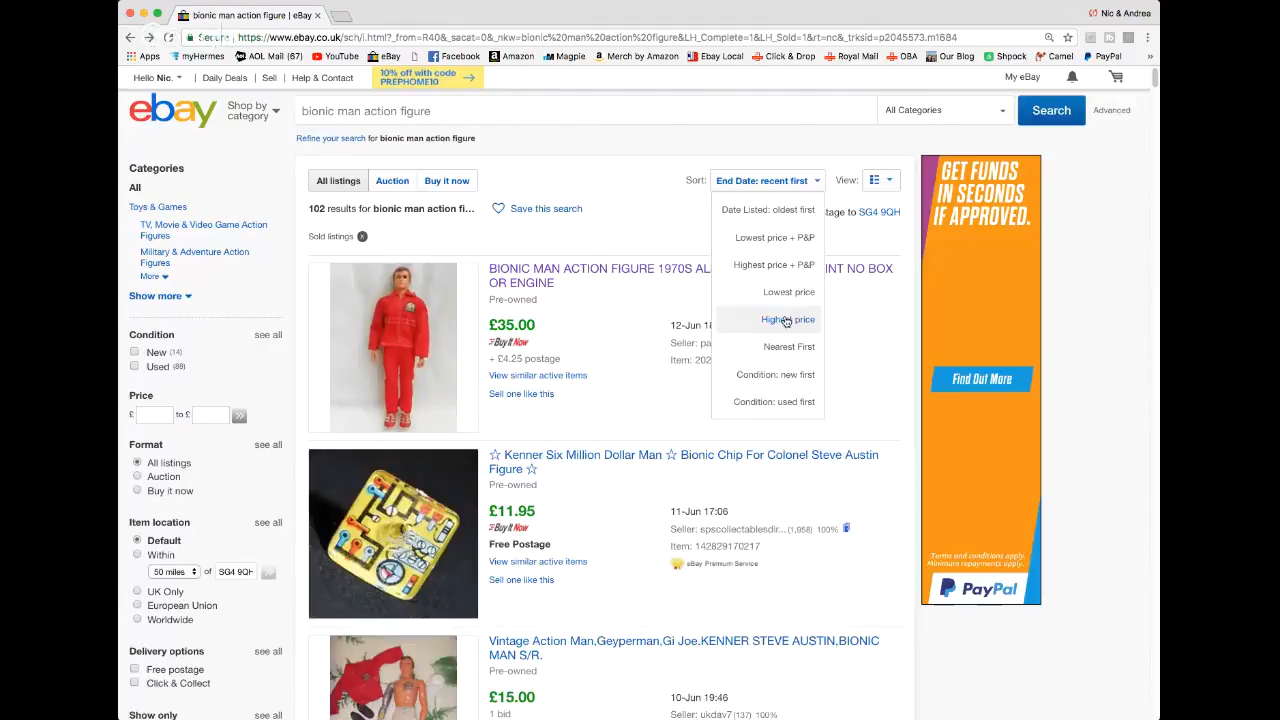 bionic man action figure | eBay
Nic & Andrea
Secure https://www.ebay.co.uk/sch/i.html?_from=R40&_sacat=0&_nkw=bionic%20man%20action%20figure&LH_Complete=1&LH_Sold=1&rt=nc&_trksid=p2045573.m1684
Apps YAHOO! AOL Mail (67) YouTube eBay Facebook Amazon Magpie Merch by Amazon Ebay Local Click & Drop Royal Mail OBA Our Blog Shpock Camel PayPal »
Hello Nic. Daily Deals Sell Help & Contact
10% off with code
PREPHOME10
My eBay
ebay
Shop by
category
bionic man action figure
All Categories
Search
Advanced
Refine your search for bionic man action figure
Categories
All
Toys & Games
TV, Movie & Video Game Action
Figures
Military & Adventure Action
Figures
More
Show more
Condition see all
New (14)
Used (88)
Price
£ to £ »
Format see all
All listings
Auction
Buy it now
Item location see all
Default
Within
50 miles of SG4 9QH
UK Only
European Union
Worldwide
Delivery options see all
Free postage
Click & Collect
Show only see all
All listings Auction Buy it now
Sort: End Date: recent first View:
102 results for bionic man action fi... Save this search
tage to SG4 9QH
Sold listings
Date Listed: oldest first
Lowest price + P&P
Highest price + P&P
Lowest price
Highest price
Nearest First
Condition: new first
Condition: used first
BIONIC MAN ACTION FIGURE 1970S AL
INT NO BOX
OR ENGINE
Pre-owned
£35.00
Buy It Now
+ £4.25 postage
View similar active items
Sell one like this
12-Jun 18
Seller: pa
Item: 202
☆ Kenner Six Million Dollar Man ☆ Bionic Chip For Colonel Steve Austin
Figure ☆
Pre-owned
£11.95
Buy It Now
Free Postage
View similar active items
Sell one like this
11-Jun 17:06
Seller: spscollectablesdir... (1,958) 100%
Item: 142829170217
eBay Premium Service
Vintage Action Man,Geyperman,Gi Joe.KENNER STEVE AUSTIN,BIONIC
MAN S/R.
Pre-owned
£15.00
1 bid
10-Jun 19:46
Seller: ukdav7 (137) 100%
GET FUNDS
IN SECONDS
IF APPROVED.
Find Out More
Terms and conditions apply.
Minimum repayments apply.
PayPal